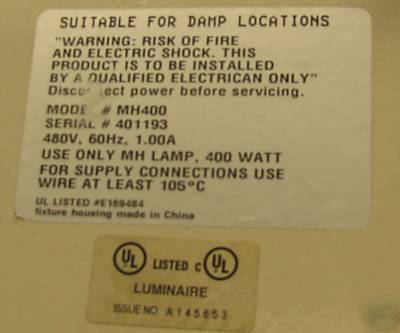 SUITABLE FOR DAMP LOCATIONS
"WARNING: RISK OF FIRE
AND ELECTRIC SHOCK. THIS
PRODUCT IS TO BE INSTALLED
BY A QUALIFIED ELECTRICAN ONLY"
Disconnect power before servicing.
MODEL # MH400
SERIAL # 401193
480V, 60Hz, 1.00A
USE ONLY MH LAMP, 400 WATT
FOR SUPPLY CONNECTIONS USE
WIRE AT LEAST 105°C
UL LISTED #E169484
fixture housing made in China
UL LISTED C UL
LUMINAIRE
ISSUE NO. A145653